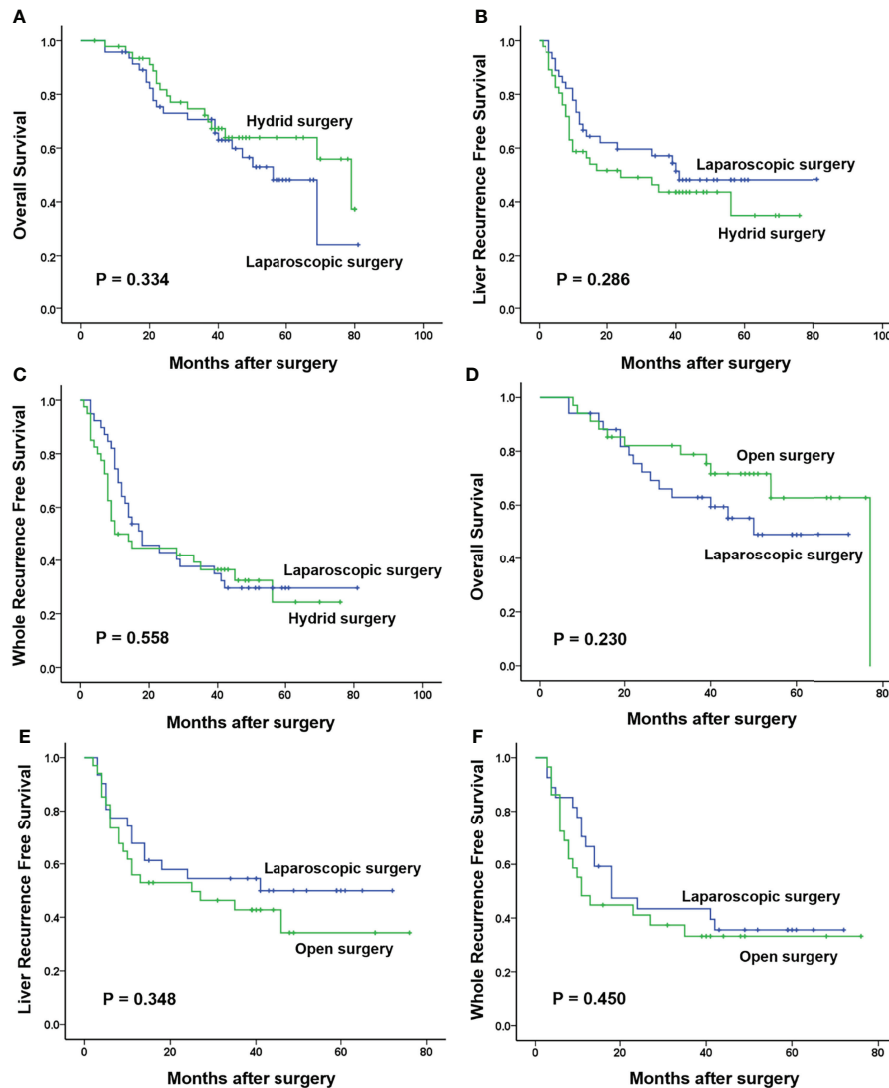 A
Overall Survival
1.0
0.8
0.6
0.4
0.2
0.0
Hydrid surgery
Laparoscopic surgery
P = 0.334
0 20 40 60 80 100
Months after surgery
B
Liver Recurrence Free Survival
1.0
0.8
0.6
0.4
0.2
0.0
Laparoscopic surgery
Hydrid surgery
P = 0.286
0 20 40 60 80 100
Months after surgery
C
Whole Recurrence Free Survival
1.0
0.8
0.6
0.4
0.2
0.0
Laparoscopic surgery
Hydrid surgery
P = 0.558
0 20 40 60 80 100
Months after surgery
D
Overall Survival
1.0
0.8
0.6
0.4
0.2
0.0
Open surgery
Laparoscopic surgery
P = 0.230
0 20 40 60 80
Months after surgery
E
Liver Recurrence Free Survival
1.0
0.8
0.6
0.4
0.2
0.0
Laparoscopic surgery
Open surgery
P = 0.348
0 20 40 60 80
Months after surgery
F
Whole Recurrence Free Survival
1.0
0.8
0.6
0.4
0.2
0.0
Laparoscopic surgery
Open surgery
P = 0.450
0 20 40 60 80
Months after surgery